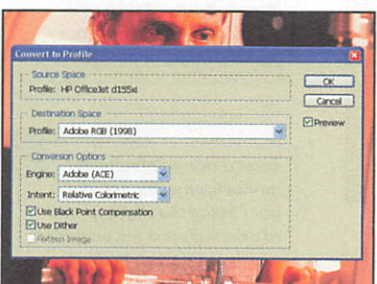 Convert to Profile
Source Space
Profile: HP OfficeJet d155xi
OK
Cancel
Preview
Destination Space
Profile: Adobe RGB (1998)
Conversion Options
Engine: Adobe (ACE)
Intent: Relative Colorimetric
Use Black Point Compensation
Use Dither
Flatten Image